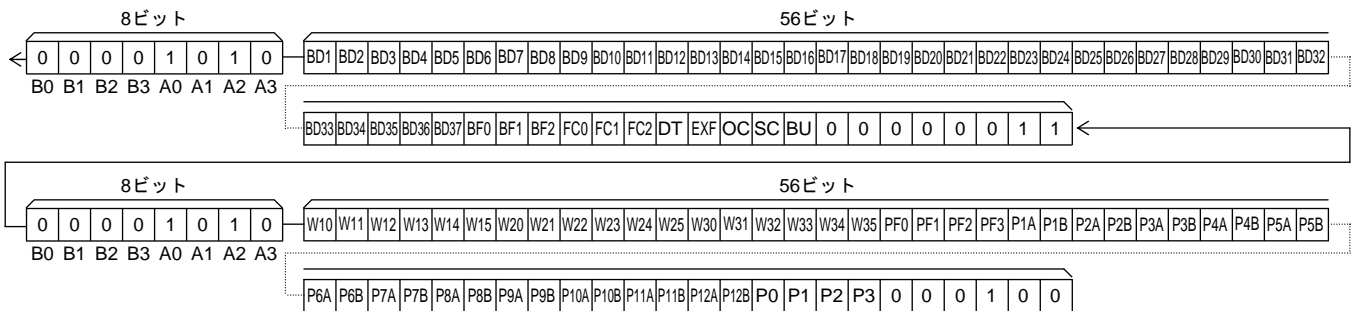 8ビット 56ビット
0 0 0 0 1 0 1 0 BD1 BD2 BD3 BD4 BD5 BD6 BD7 BD8 BD9 BD10 BD11 BD12 BD13 BD14 BD15 BD16 BD17 BD18 BD19 BD20 BD21 BD22 BD23 BD24 BD25 BD26 BD27 BD28 BD29 BD30 BD31 BD32
B0 B1 B2 B3 A0 A1 A2 A3
BD33 BD34 BD35 BD36 BD37 BF0 BF1 BF2 FC0 FC1 FC2 DT EXF OC SC BU 0 0 0 0 0 0 1 1
8ビット 56ビット
0 0 0 0 1 0 1 0 W10 W11 W12 W13 W14 W15 W20 W21 W22 W23 W24 W25 W30 W31 W32 W33 W34 W35 PF0 PF1 PF2 PF3 P1A P1B P2A P2B P3A P3B P4A P4B P5A P5B
B0 B1 B2 B3 A0 A1 A2 A3
P6A P6B P7A P7B P8A P8B P9A P9B P10A P10B P11A P11B P12A P12B P0 P1 P2 P3 0 0 0 1 0 0